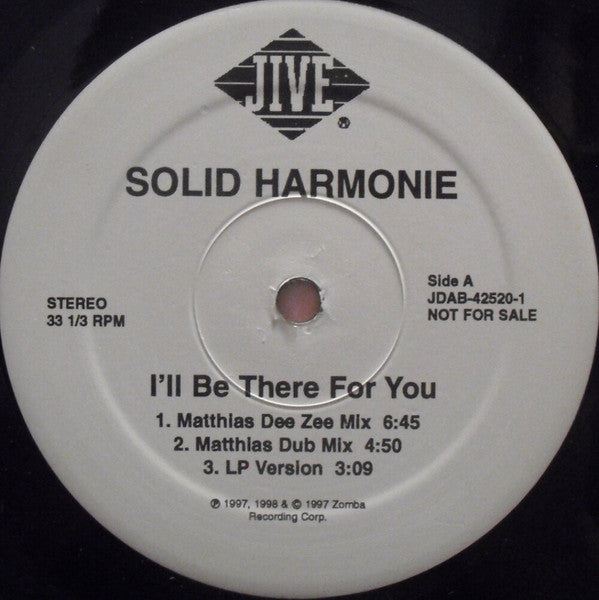 JIVE
®
SOLID HARMONIE
STEREO
33 1/3 RPM
Side A
JDAB-42520-1
NOT FOR SALE
I'll Be There For You
1. Matthias Dee Zee Mix 6:45
2. Matthias Dub Mix 4:50
3. LP Version 3:09
℗ 1997, 1998 & © 1997 Zomba
Recording Corp.